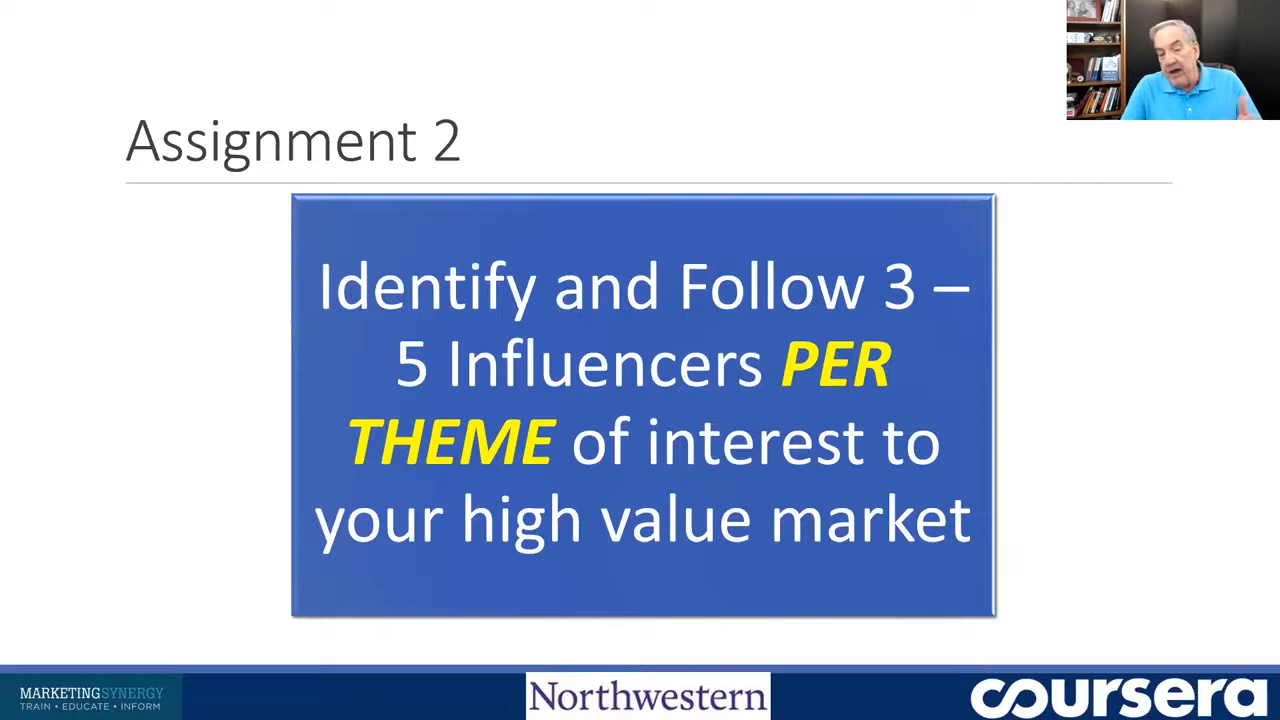 Assignment 2
Identify and Follow 3 –
5 Influencers PER
THEME of interest to
your high value market
MARKETINGSYNERGY
TRAIN • EDUCATE • INFORM
Northwestern
coursera